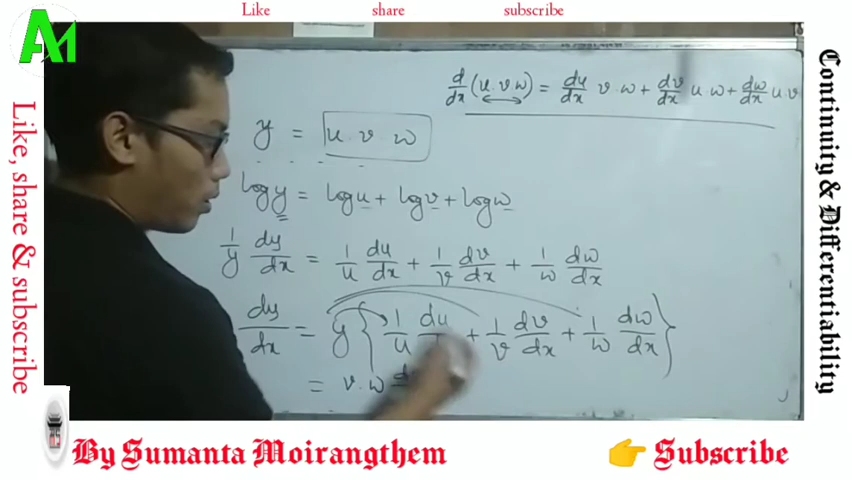 Like share subscribe
AM
Like, share & subscribe
Continuity & Differentiability
d/dx (u.v.w) = du/dx v.w + dv/dx u.w + dw/dx u.v
y = u.v.w
log y = log u + log v + log w
1/y dy/dx = 1/u du/dx + 1/v dv/dx + 1/w dw/dx
dy/dx = y { 1/u du + 1/v dv/dx + 1/w dw/dx }
= v.w
By Sumanta Moirangthem
👉 Subscribe